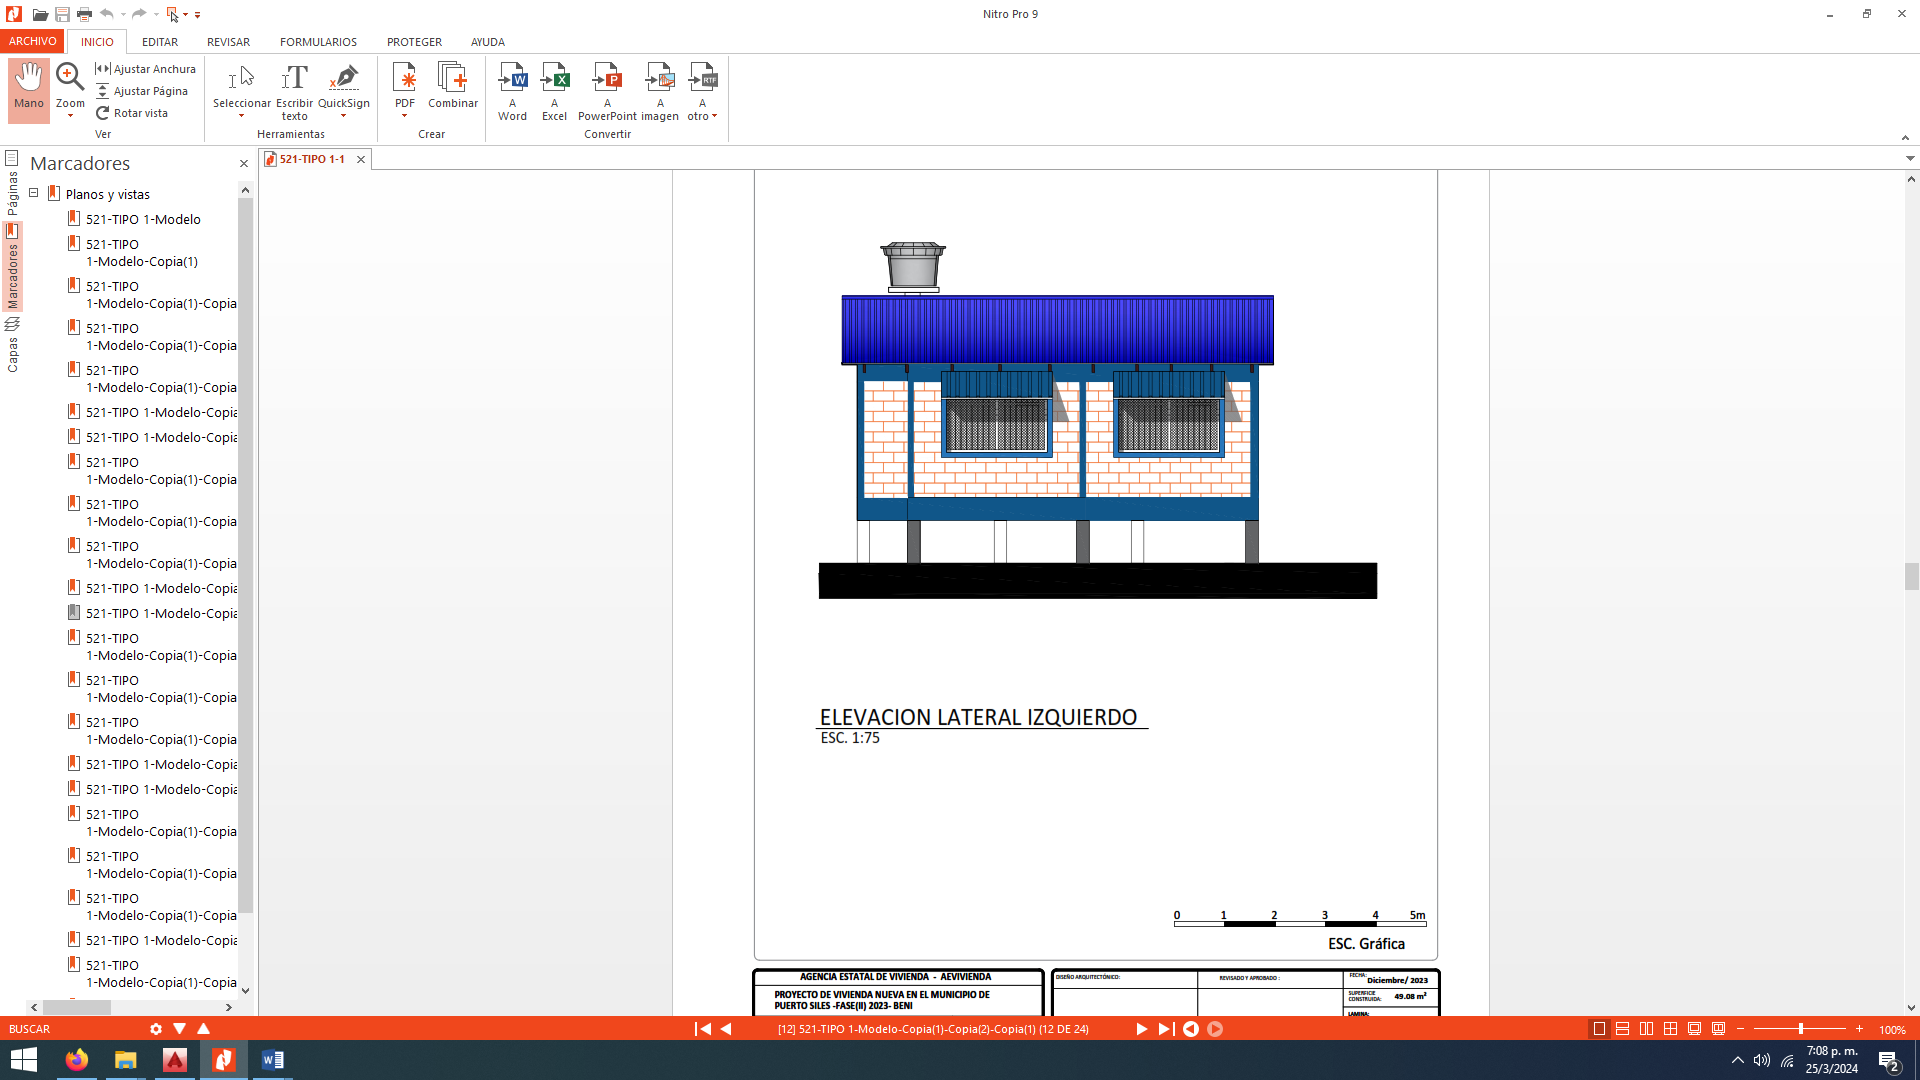 Nitro Pro 9
ARCHIVO
INICIO
EDITAR
REVISAR
FORMULARIOS
PROTEGER
AYUDA
Mano
Zoom
Ajustar Anchura
Ajustar Página
Rotar vista
Ver
Seleccionar
Escribir
texto
QuickSign
Herramientas
PDF
Combinar
Crear
A
Word
A
Excel
A
PowerPoint
A
imagen
A
otro
Convertir
Páginas
Marcadores
Capas
Marcadores
Planos y vistas
521-TIPO 1-Modelo
521-TIPO
1-Modelo-Copia(1)
521-TIPO
1-Modelo-Copia(1)-Copia
521-TIPO
1-Modelo-Copia(1)-Copia
521-TIPO
1-Modelo-Copia(1)-Copia
521-TIPO 1-Modelo-Copia
521-TIPO 1-Modelo-Copia
521-TIPO
1-Modelo-Copia(1)-Copia
521-TIPO
1-Modelo-Copia(1)-Copia
521-TIPO
1-Modelo-Copia(1)-Copia
521-TIPO 1-Modelo-Copia
521-TIPO 1-Modelo-Copia
521-TIPO
1-Modelo-Copia(1)-Copia
521-TIPO
1-Modelo-Copia(1)-Copia
521-TIPO
1-Modelo-Copia(1)-Copia
521-TIPO 1-Modelo-Copia
521-TIPO 1-Modelo-Copia
521-TIPO
1-Modelo-Copia(1)-Copia
521-TIPO
1-Modelo-Copia(1)-Copia
521-TIPO
1-Modelo-Copia(1)-Copia
521-TIPO 1-Modelo-Copia
521-TIPO
1-Modelo-Copia(1)-Copia
521-TIPO 1-1
ELEVACION LATERAL IZQUIERDO
ESC. 1:75
0 1 2 3 4 5m
ESC. Gráfica
AGENCIA ESTATAL DE VIVIENDA - AEVIVIENDA
PROYECTO DE VIVIENDA NUEVA EN EL MUNICIPIO DE
PUERTO SILES -FASE(II) 2023- BENI
DISEÑO ARQUITECTÓNICO:
REVISADO Y APROBADO :
FECHA:
Diciembre/ 2023
SUPERFICIE
CONSTRUIDA:
49.08 m²
LAMINA:
BUSCAR
[12] 521-TIPO 1-Modelo-Copia(1)-Copia(2)-Copia(1) (12 DE 24)
100%
7:08 p. m.
25/3/2024
2